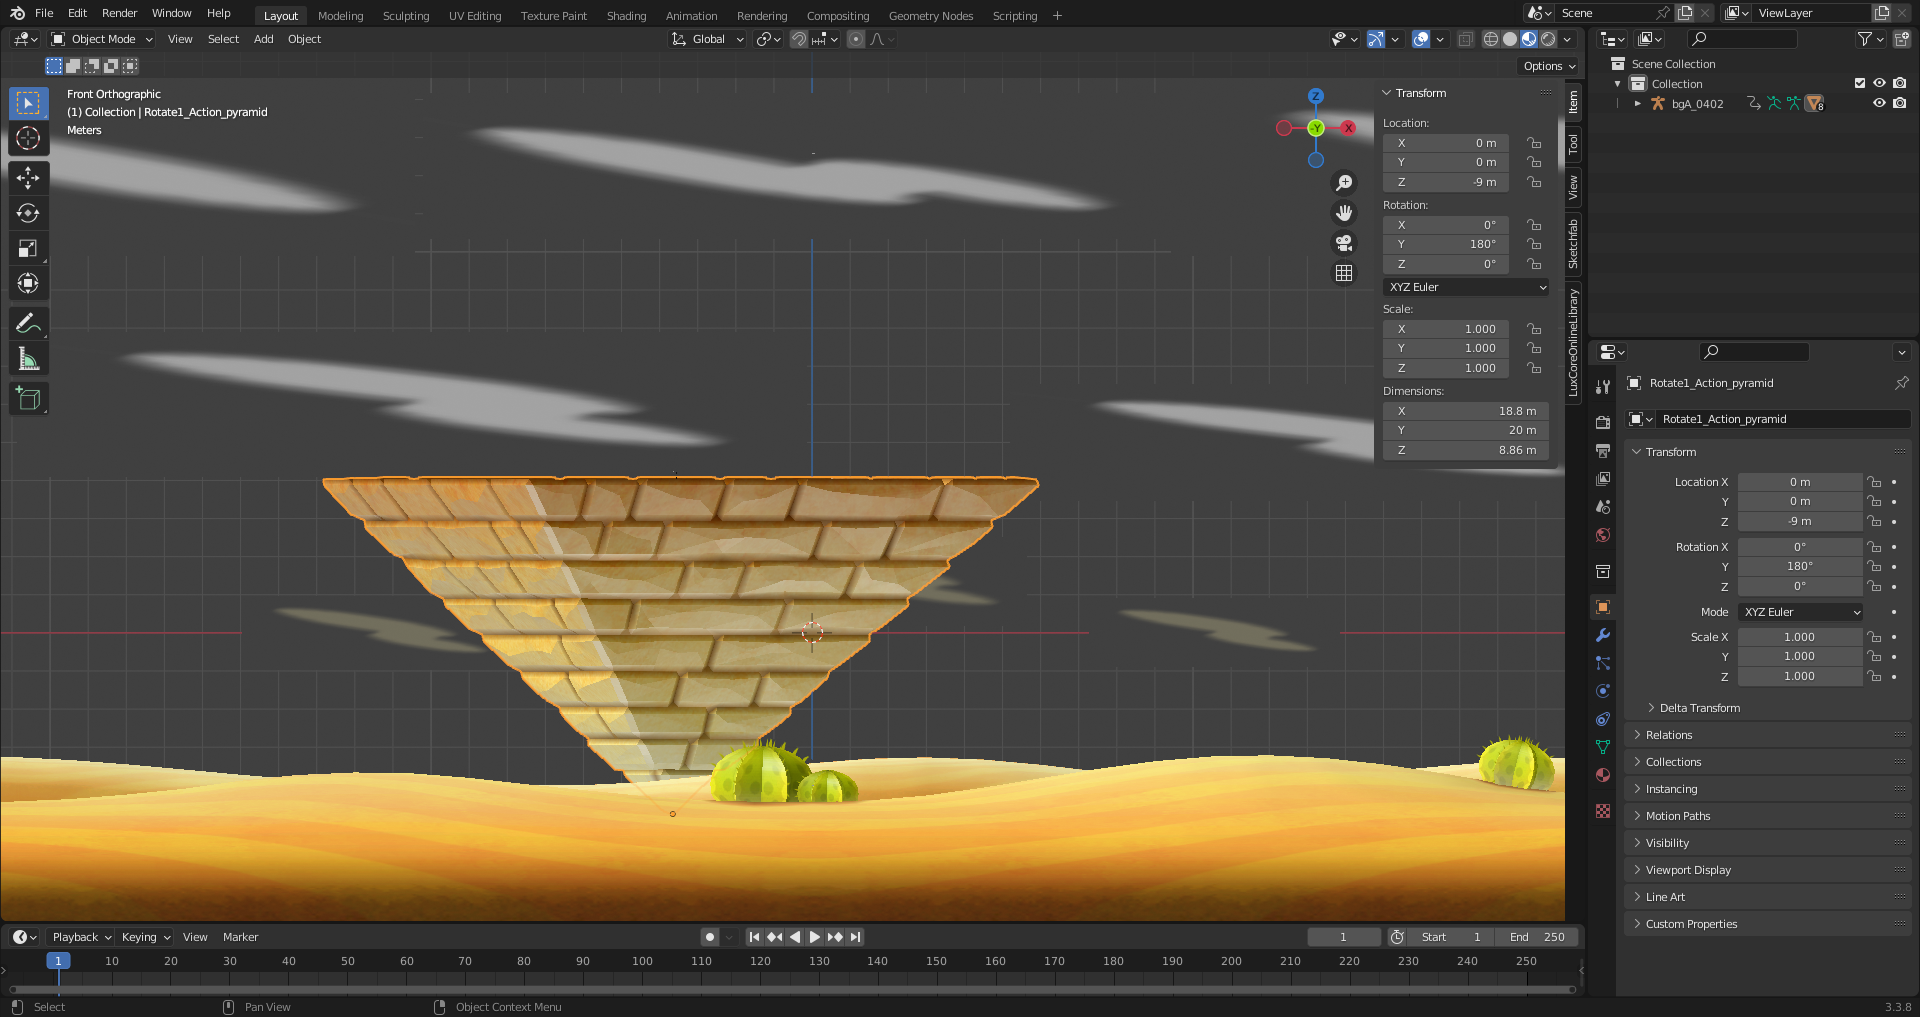 File Edit Render Window Help Layout Modeling Sculpting UV Editing Texture Paint Shading Animation Rendering Compositing Geometry Nodes Scripting + Scene ViewLayer
Object Mode View Select Add Object Global
Options
Front Orthographic
(1) Collection | Rotate1_Action_pyramid
Meters
Z
-Y
X
Transform
Location:
X 0 m
Y 0 m
Z -9 m
Rotation:
X 0°
Y 180°
Z 0°
XYZ Euler
Scale:
X 1.000
Y 1.000
Z 1.000
Dimensions:
X 18.8 m
Y 20 m
Z 8.86 m
Item
Tool
View
Sketchfab
LuxCoreOnlineLibrary
Scene Collection
Collection
bgA_0402 8
Rotate1_Action_pyramid
Rotate1_Action_pyramid
Transform
Location X 0 m
Y 0 m
Z -9 m
Rotation X 0°
Y 180°
Z 0°
Mode XYZ Euler
Scale X 1.000
Y 1.000
Z 1.000
Delta Transform
Relations
Collections
Instancing
Motion Paths
Visibility
Viewport Display
Line Art
Custom Properties
Playback Keying View Marker 1 Start 1 End 250
1 10 20 30 40 50 60 70 80 90 100 110 120 130 140 150 160 170 180 190 200 210 220 230 240 250
Select Pan View Object Context Menu 3.3.8